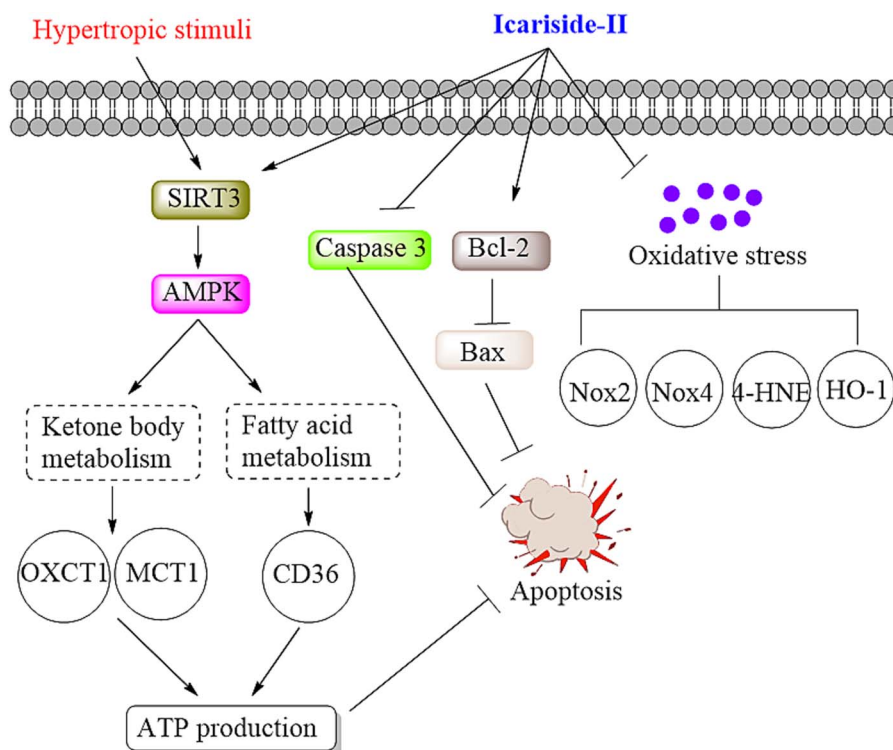 Hypertropic stimuli
Icariside-II
SIRT3
Caspase 3
Bcl-2
Oxidative stress
AMPK
Bax
Nox2
Nox4
4-HNE
HO-1
Ketone body
metabolism
Fatty acid
metabolism
OXCT1
MCT1
CD36
Apoptosis
ATP production